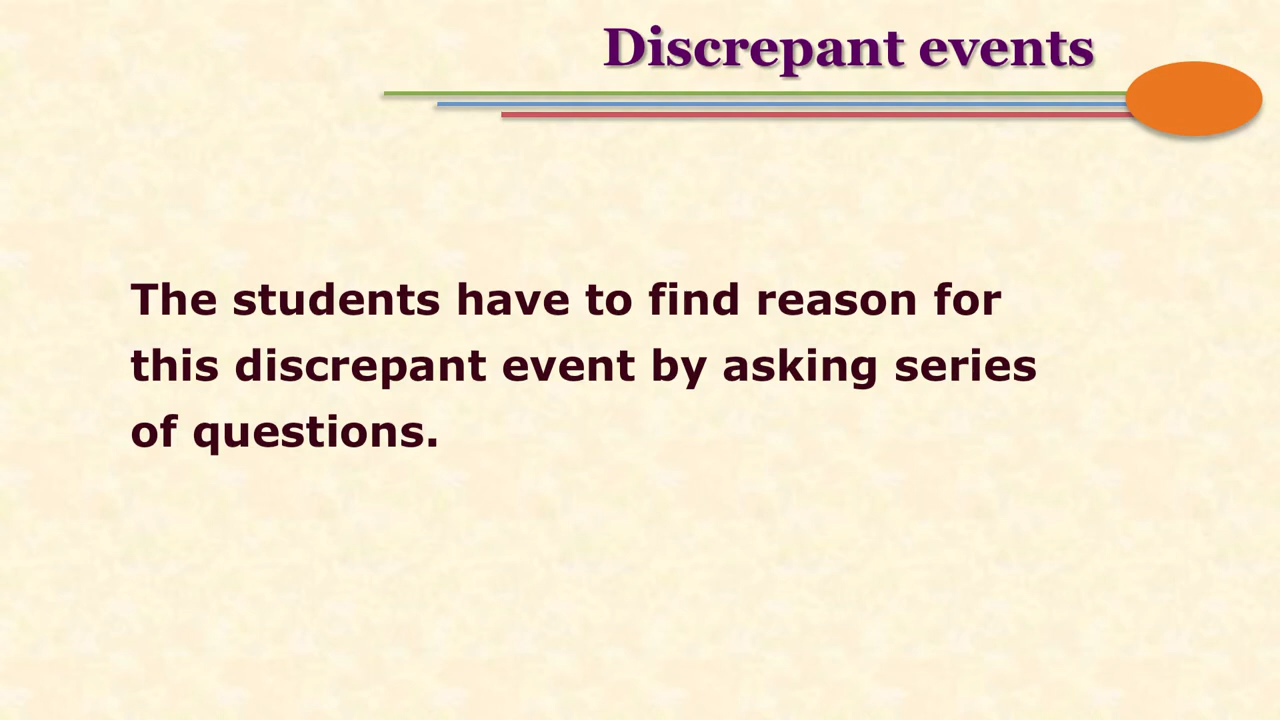 Discrepant events
The students have to find reason for
this discrepant event by asking series
of questions.